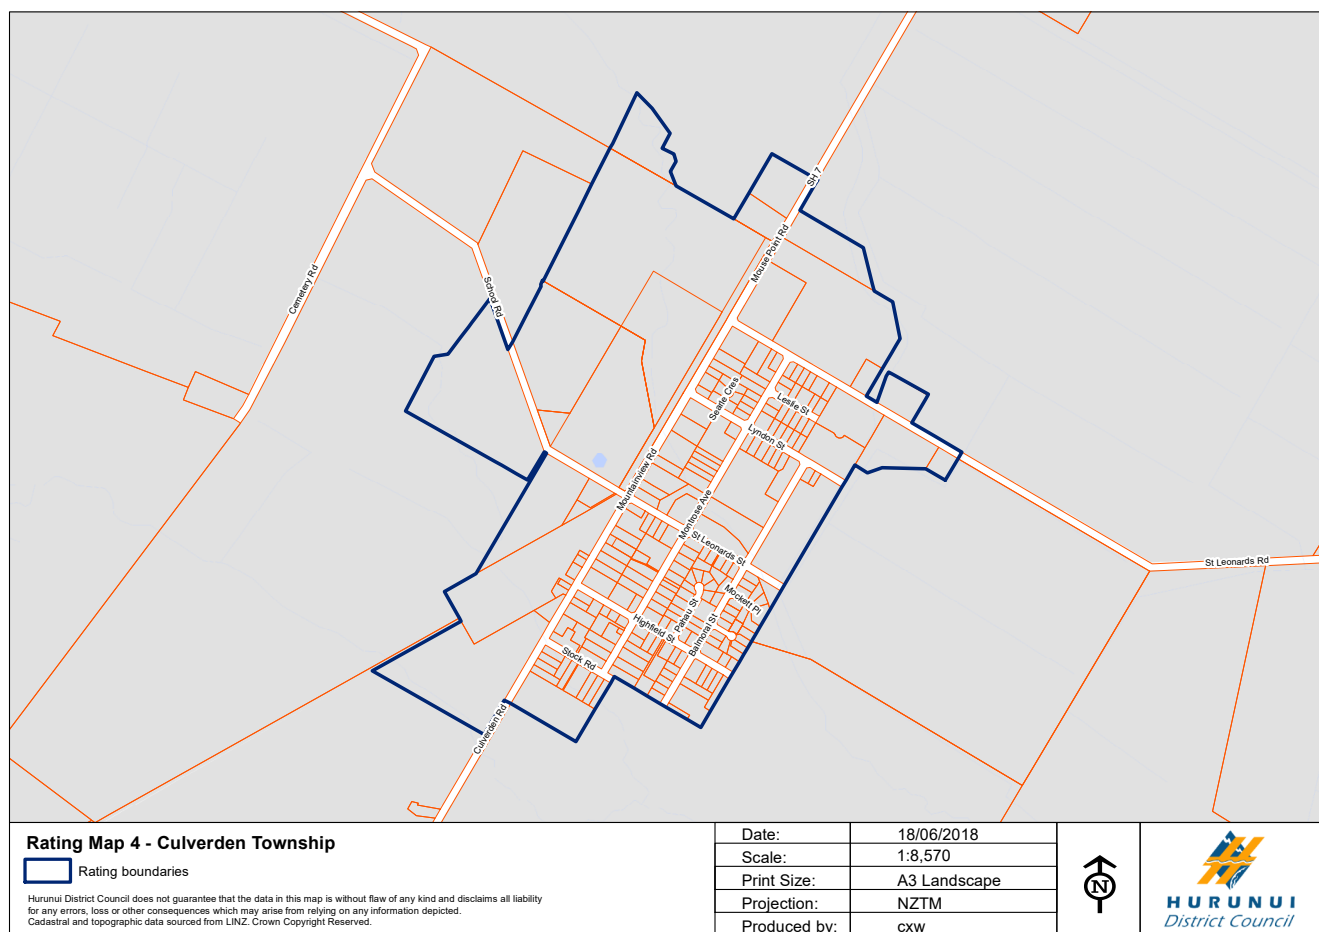 SH 7
Mouse Point Rd
Cemetery Rd
School Rd
Searle Cres
Leslie St
Lyndon St
Mountainview Rd
Montrose Ave
St Leonards St
St Leonards Rd
Mockett Pl
Pahau St
Highfield St
Balmoral St
Stock Rd
Culverden Rd
Rating Map 4 - Culverden Township
Rating boundaries
Hurunui District Council does not guarantee that the data in this map is without flaw of any kind and disclaims all liability
for any errors, loss or other consequences which may arise from relying on any information depicted.
Cadastral and topographic data sourced from LINZ. Crown Copyright Reserved.
Date: 18/06/2018
Scale: 1:8,570
Print Size: A3 Landscape
Projection: NZTM
Produced by: cxw
N
HURUNUI
District Council